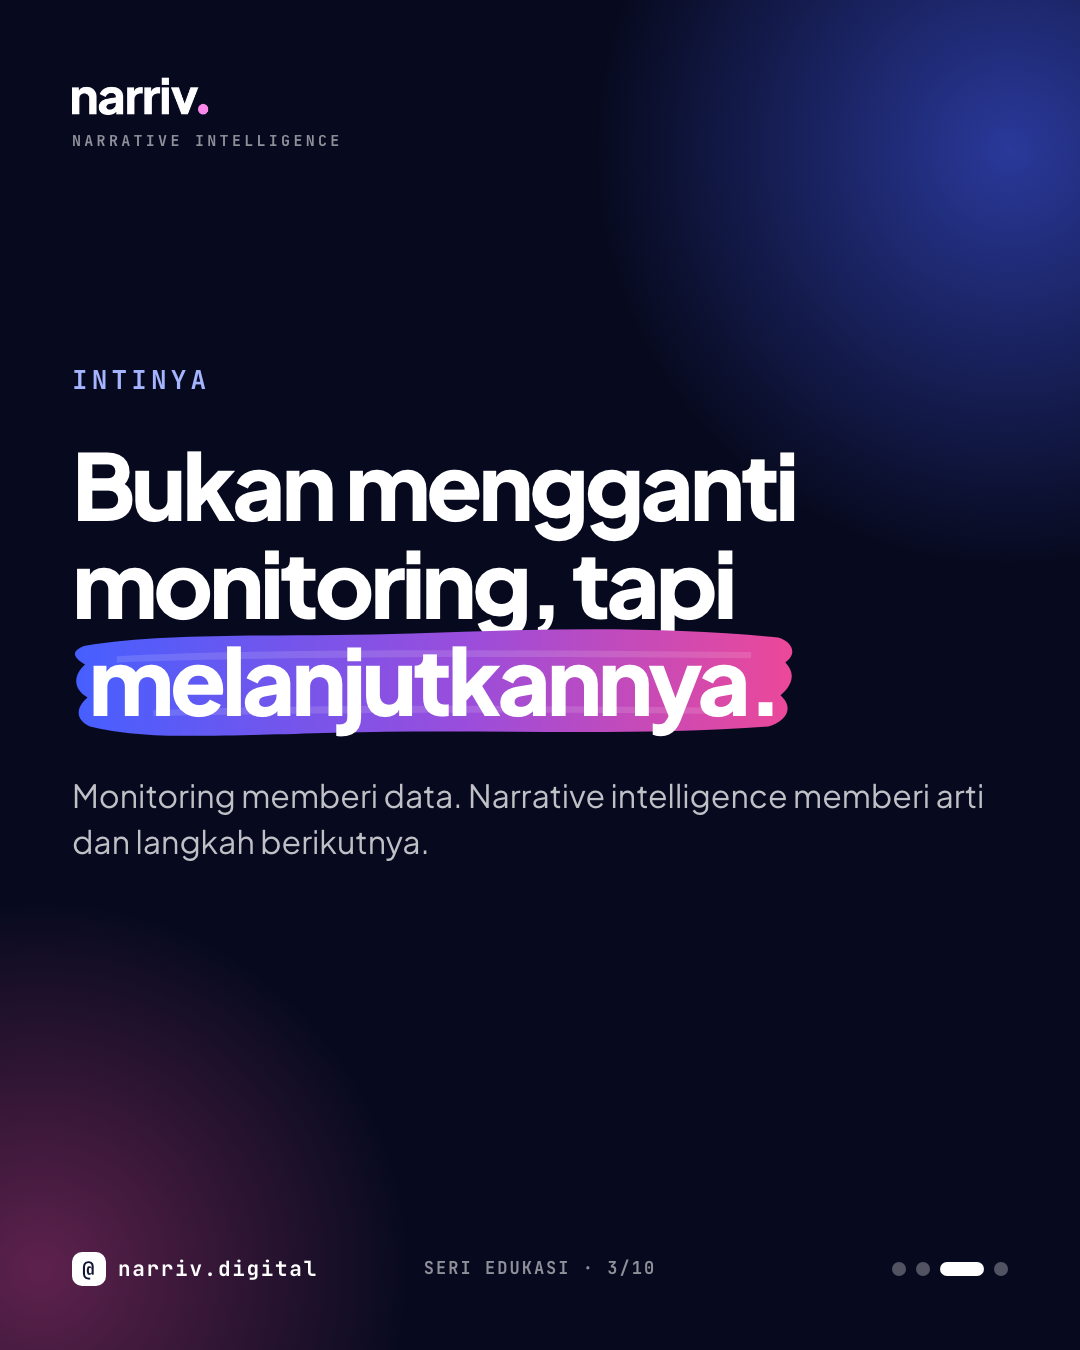 narriv.
NARRATIVE INTELLIGENCE
INTINYA
Bukan mengganti
monitoring, tapi
melanjutkannya.
Monitoring memberi data. Narrative intelligence memberi arti
dan langkah berikutnya.
@ narriv.digital
SERI EDUKASI · 3/10